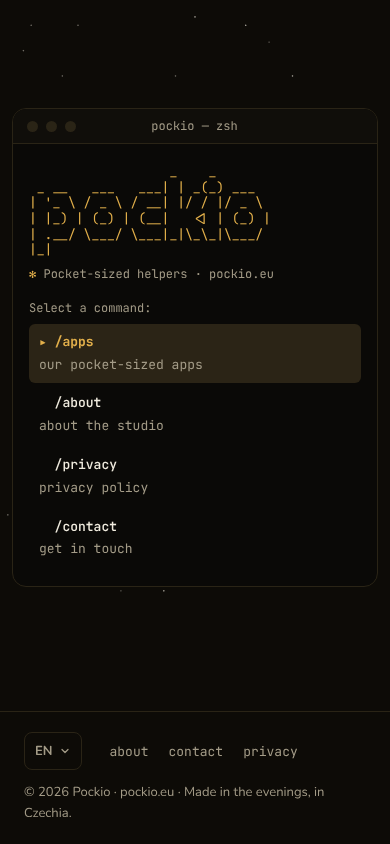 pockio — zsh
pockio
✻ Pocket-sized helpers · pockio.eu
Select a command:
▸ /apps
our pocket-sized apps
/about
about the studio
/privacy
privacy policy
/contact
get in touch
EN
about contact privacy
© 2026 Pockio · pockio.eu · Made in the evenings, in
Czechia.